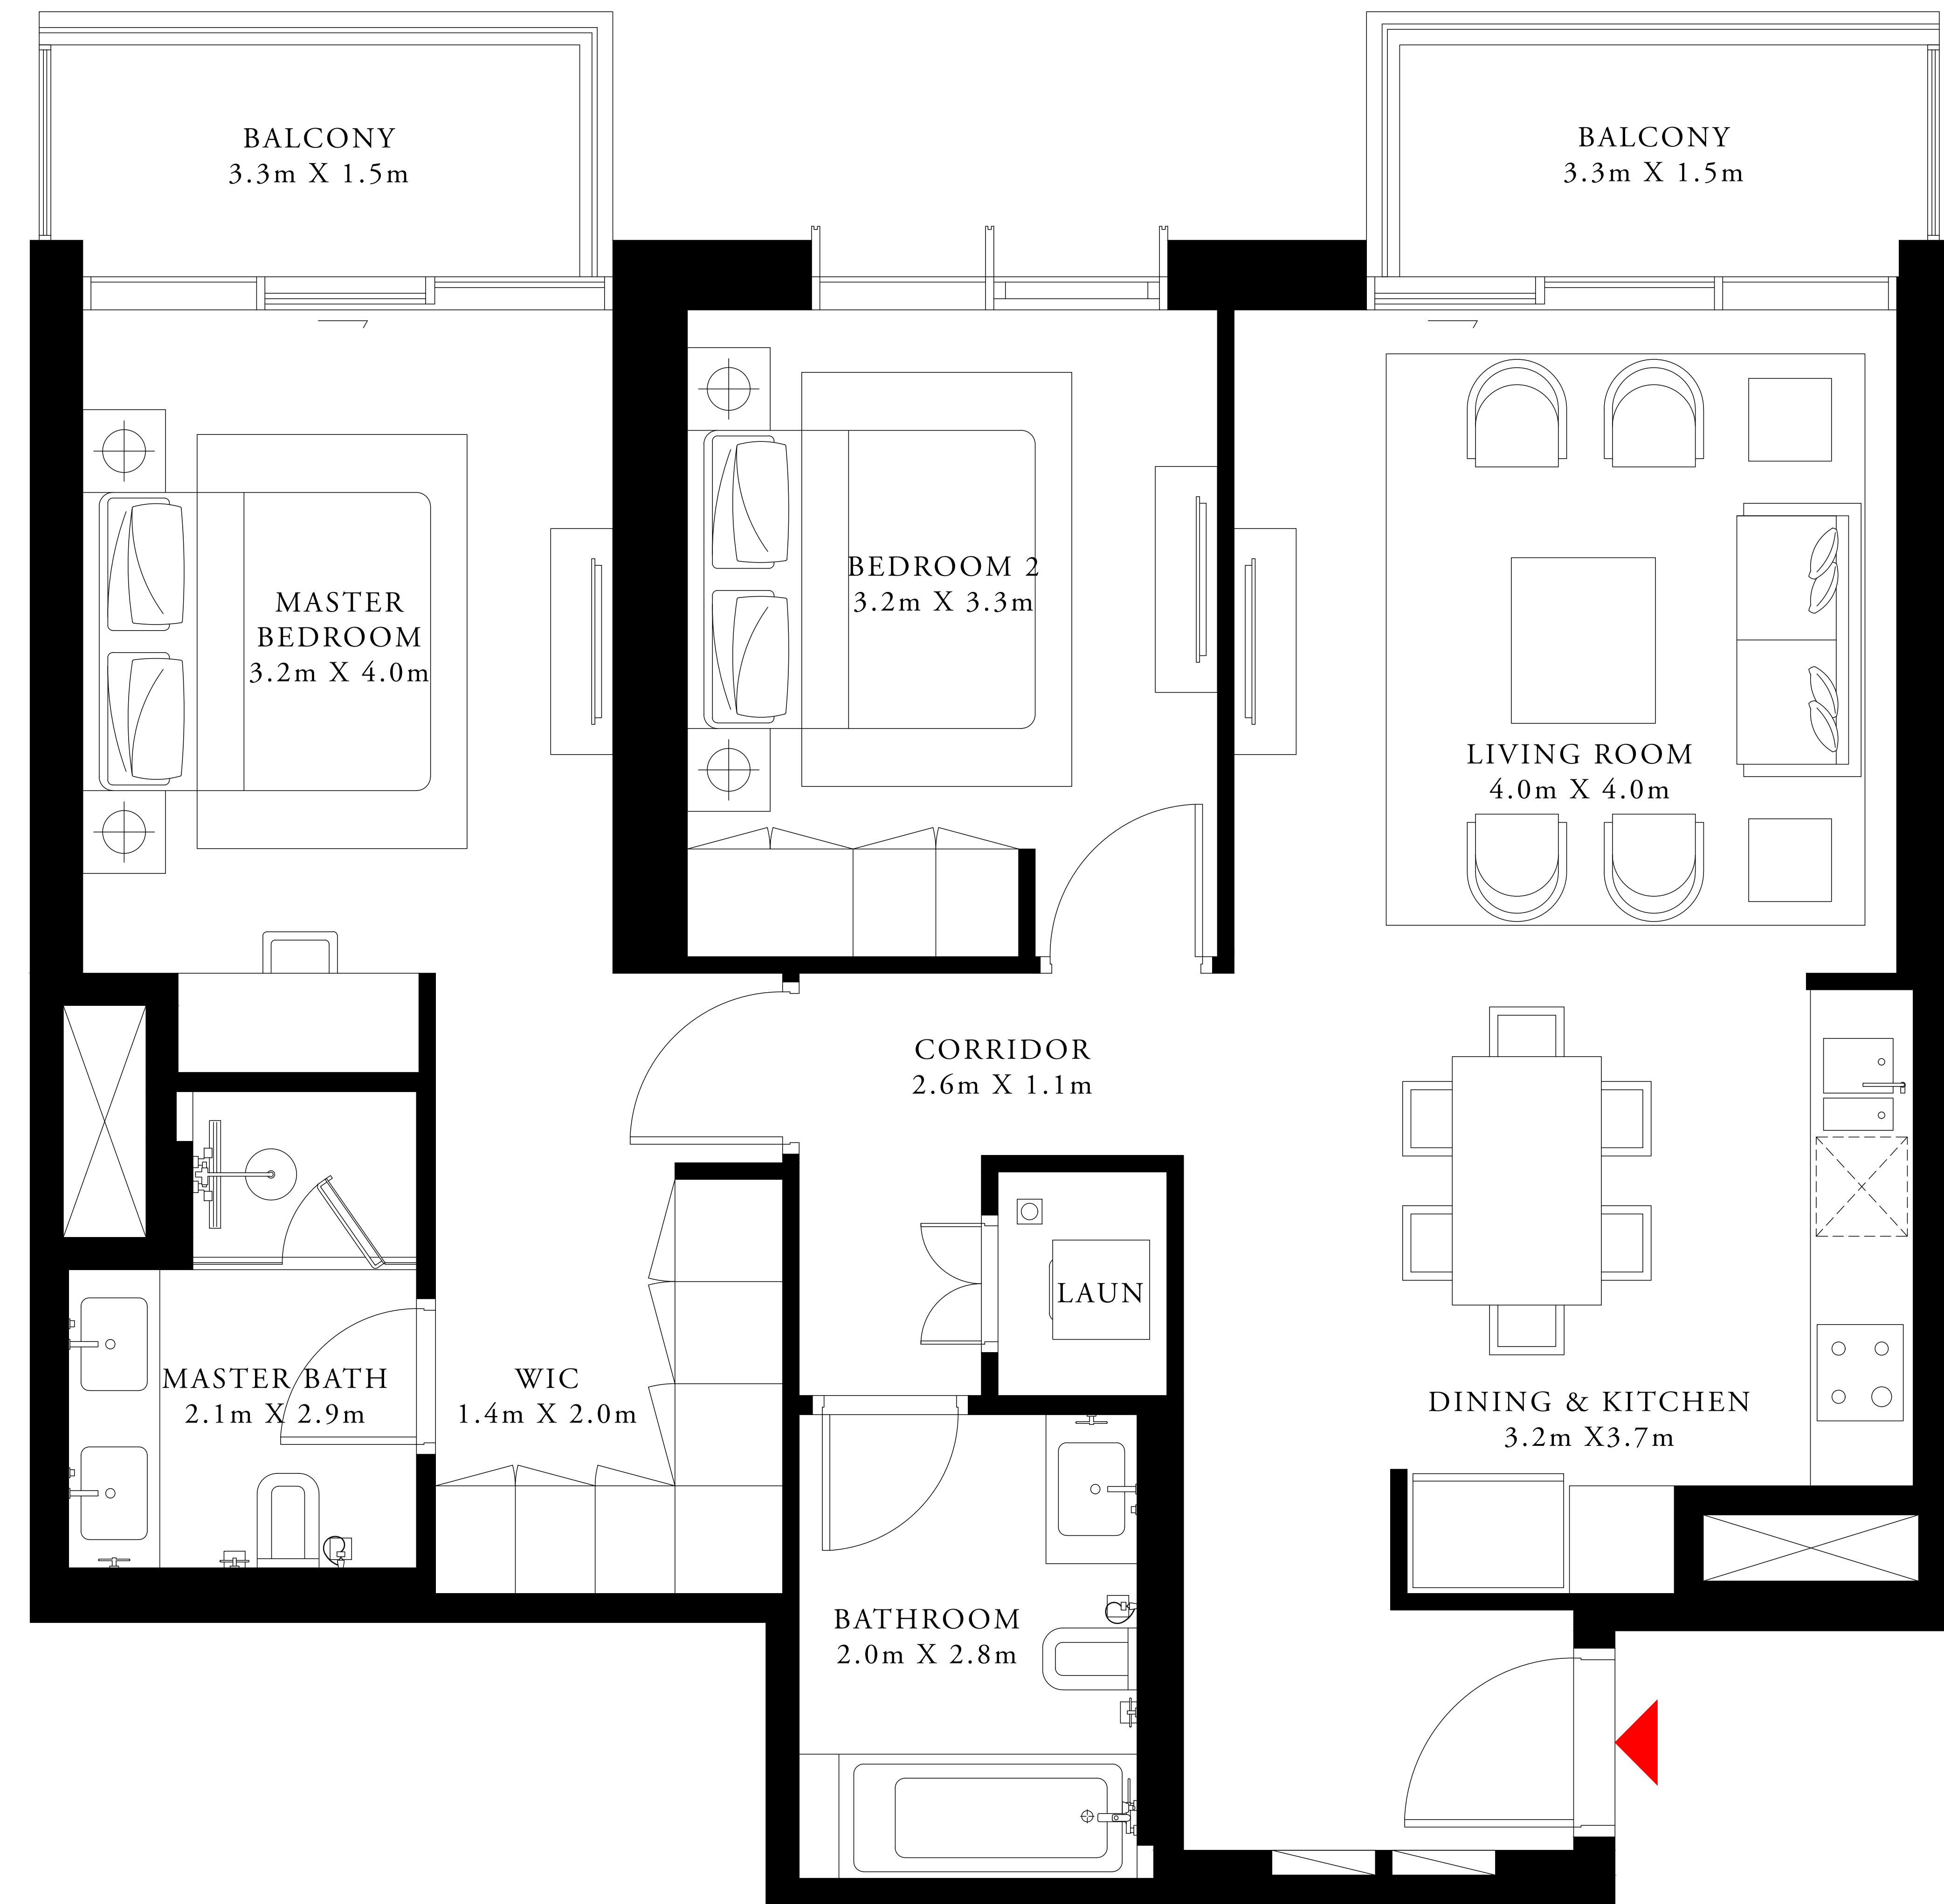 BALCONY
3.3m X 1.5m
BALCONY
3.3m X 1.5m
MASTER
BEDROOM
3.2m X 4.0m
BEDROOM 2
3.2m X 3.3m
LIVING ROOM
4.0m X 4.0m
CORRIDOR
2.6m X 1.1m
LAUN
MASTER BATH
2.1m X 2.9m
WIC
1.4m X 2.0m
DINING & KITCHEN
3.2m X3.7m
BATHROOM
2.0m X 2.8m